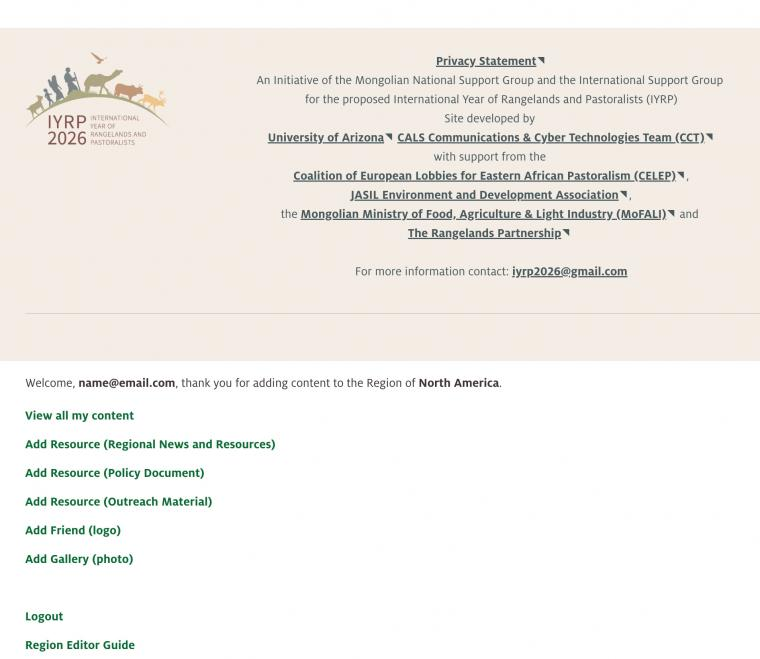 IYRP
2026
INTERNATIONAL
YEAR OF
RANGELANDS AND
PASTORALISTS
Privacy Statement
An Initiative of the Mongolian National Support Group and the International Support Group
for the proposed International Year of Rangelands and Pastoralists (IYRP)
Site developed by
University of Arizona CALS Communications & Cyber Technologies Team (CCT)
with support from the
Coalition of European Lobbies for Eastern African Pastoralism (CELEP),
JASIL Environment and Development Association,
the Mongolian Ministry of Food, Agriculture & Light Industry (MoFALI) and
The Rangelands Partnership
For more information contact: iyrp2026@gmail.com
Welcome, name@email.com, thank you for adding content to the Region of North America.
View all my content
Add Resource (Regional News and Resources)
Add Resource (Policy Document)
Add Resource (Outreach Material)
Add Friend (logo)
Add Gallery (photo)
Logout
Region Editor Guide